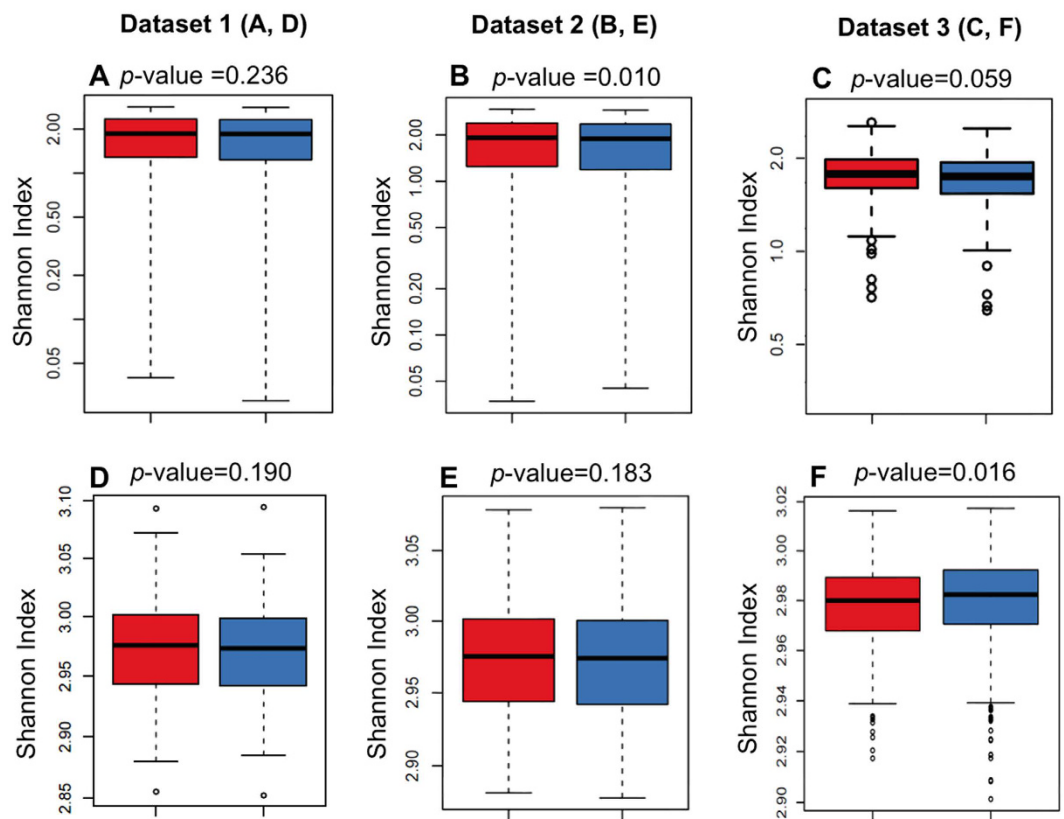 Dataset 1 (A, D)
Dataset 2 (B, E)
Dataset 3 (C, F)
A
p-value =0.236
B
p-value =0.010
C
p-value=0.059
Shannon Index
2.00
0.50
0.20
0.05
Shannon Index
2.00
1.00
0.50
0.20
0.10
0.05
Shannon Index
2.0
1.0
0.5
D
p-value=0.190
E
p-value=0.183
F
p-value=0.016
Shannon Index
3.10
3.05
3.00
2.95
2.90
2.85
Shannon Index
3.05
3.00
2.95
2.90
Shannon Index
3.02
3.00
2.98
2.96
2.94
2.92
2.90